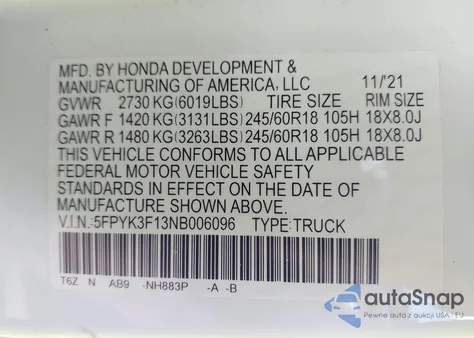 MFD. BY HONDA DEVELOPMENT &
MANUFACTURING OF AMERICA, LLC 11/'21
GVWR 2730 KG(6019LBS) TIRE SIZE RIM SIZE
GAWR F 1420 KG(3131LBS) 245/60R18 105H 18X8.0J
GAWR R 1480 KG(3263LBS) 245/60R18 105H 18X8.0J
THIS VEHICLE CONFORMS TO ALL APPLICABLE
FEDERAL MOTOR VEHICLE SAFETY
STANDARDS IN EFFECT ON THE DATE OF
MANUFACTURE SHOWN ABOVE.
V.I.N.:5FPYK3F13NB006096 TYPE:TRUCK
T6Z N AB9 -NH883P -A -B
autoSnap
Pewne auta z aukcji USA i EU